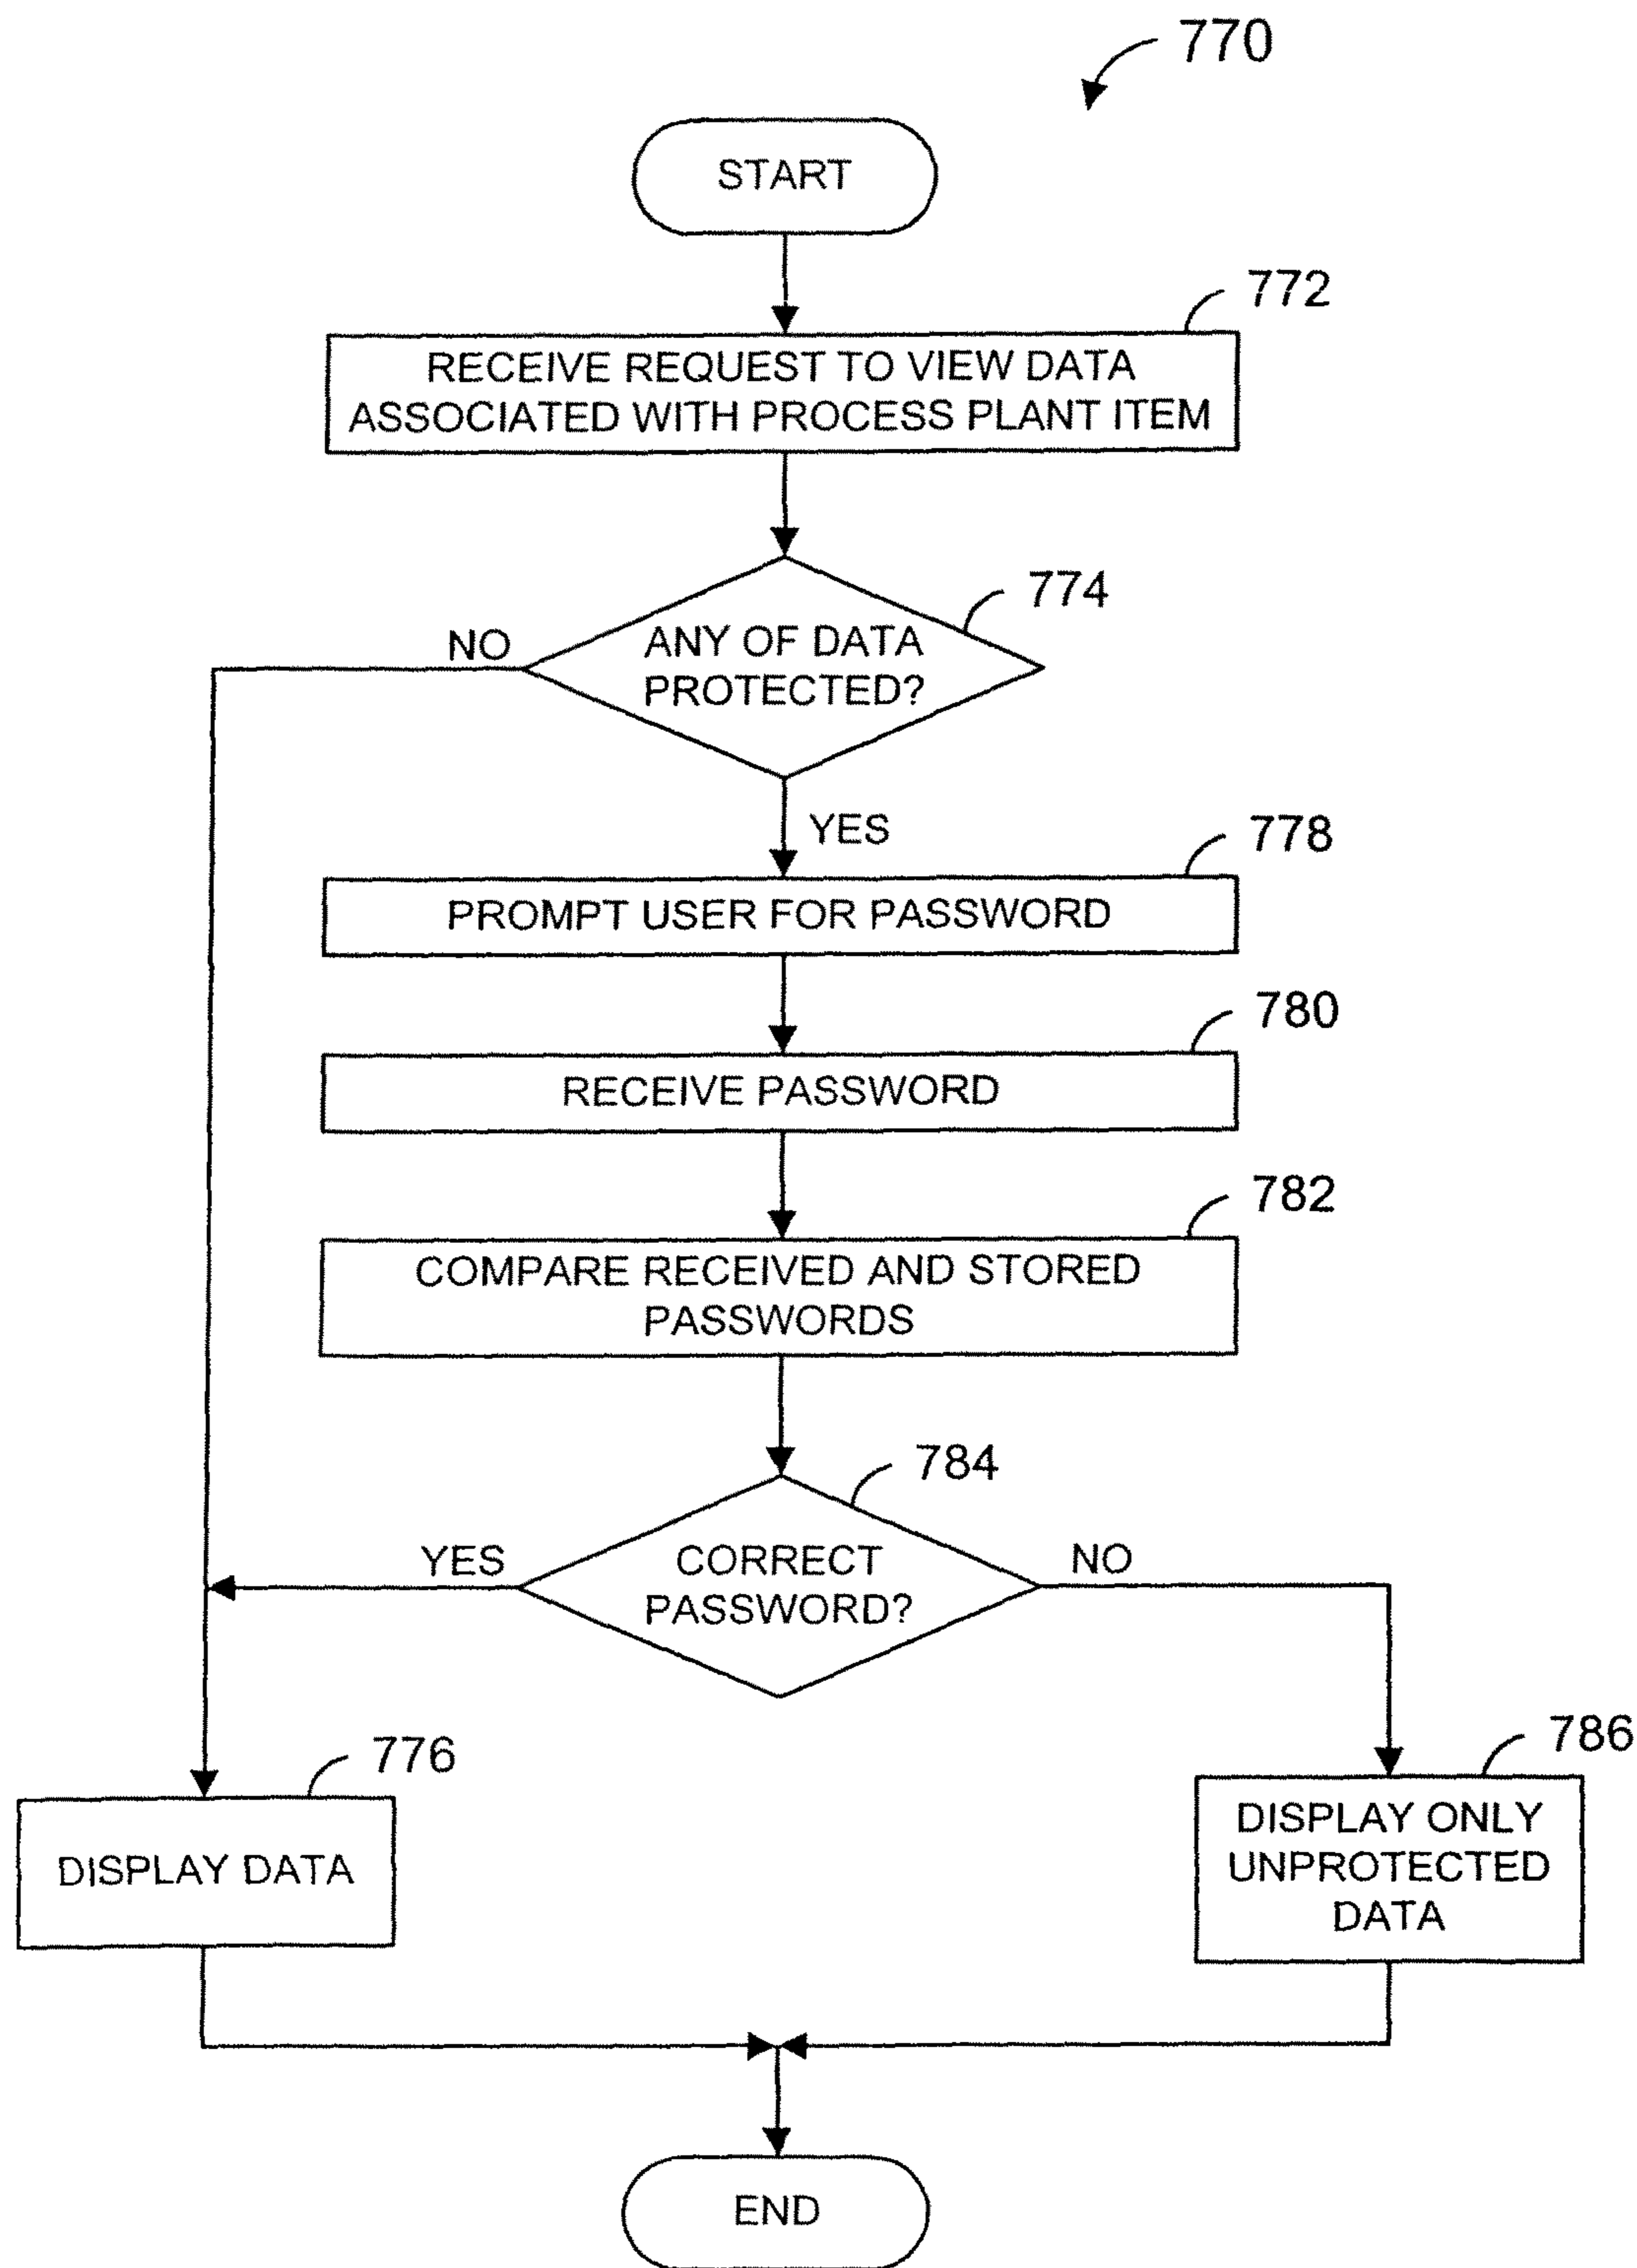 770
START
772
RECEIVE REQUEST TO VIEW DATA
ASSOCIATED WITH PROCESS PLANT ITEM
774
NO
ANY OF DATA
PROTECTED?
YES
778
PROMPT USER FOR PASSWORD
780
RECEIVE PASSWORD
782
COMPARE RECEIVED AND STORED
PASSWORDS
784
YES
CORRECT
PASSWORD?
NO
776
DISPLAY DATA
786
DISPLAY ONLY
UNPROTECTED
DATA
END